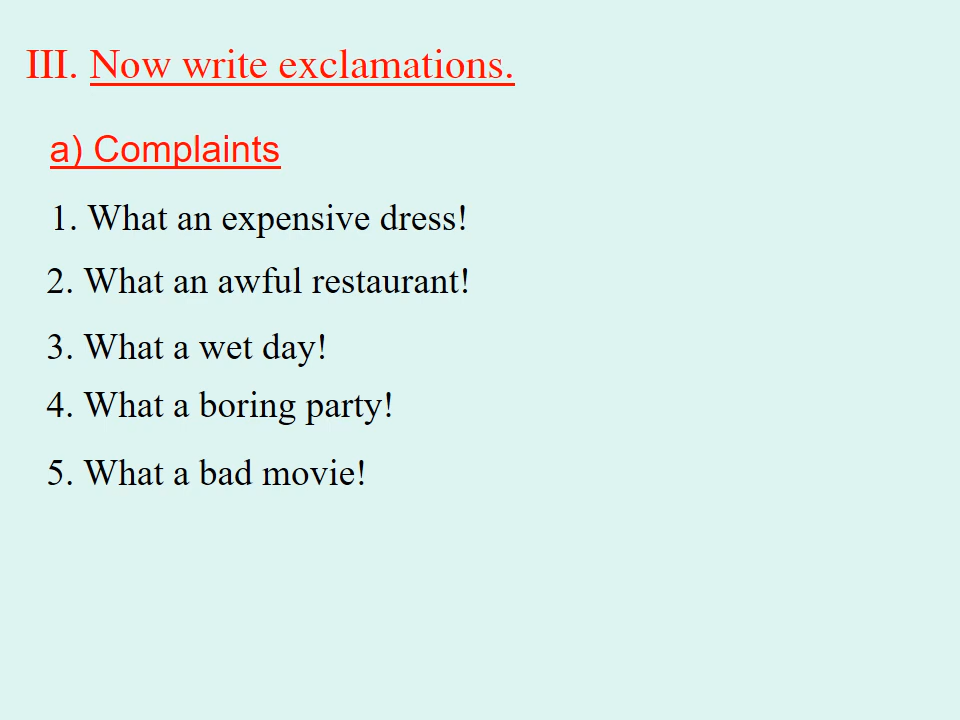 III. Now write exclamations.
a) Complaints
1. What an expensive dress!
2. What an awful restaurant!
3. What a wet day!
4. What a boring party!
5. What a bad movie!